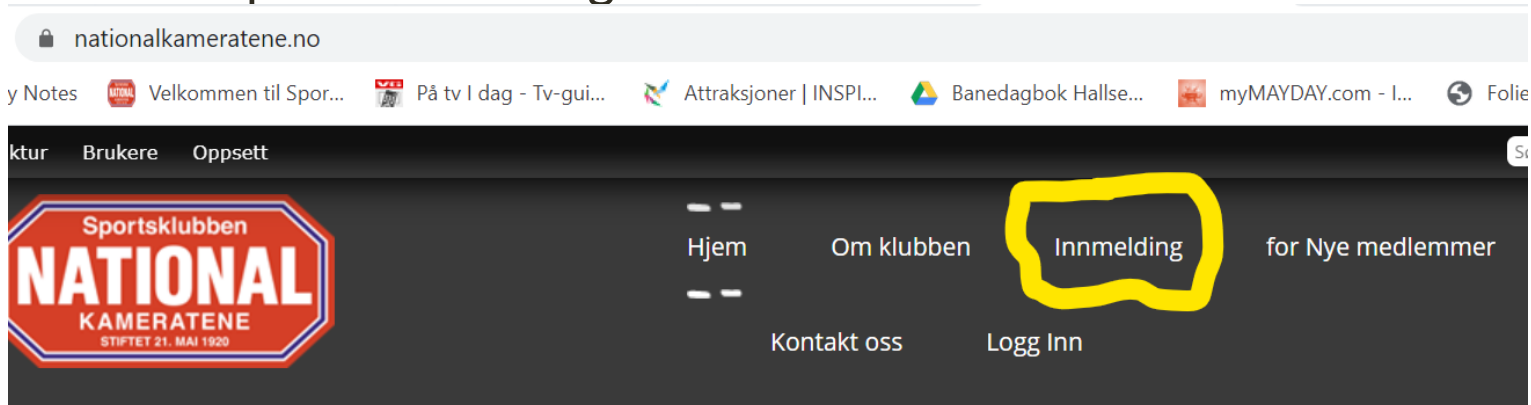 nationalkameratene.no
y Notes Velkommen til Spor... På tv I dag - Tv-gui... Attraksjoner | INSPI... Banedagbok Hallse... myMAYDAY.com - I... Folie
ktur Brukere Oppsett
Sportsklubben
NATIONAL
KAMERATENE
STIFTET 21. MAI 1920
Hjem Om klubben Innmelding for Nye medlemmer
Kontakt oss Logg Inn